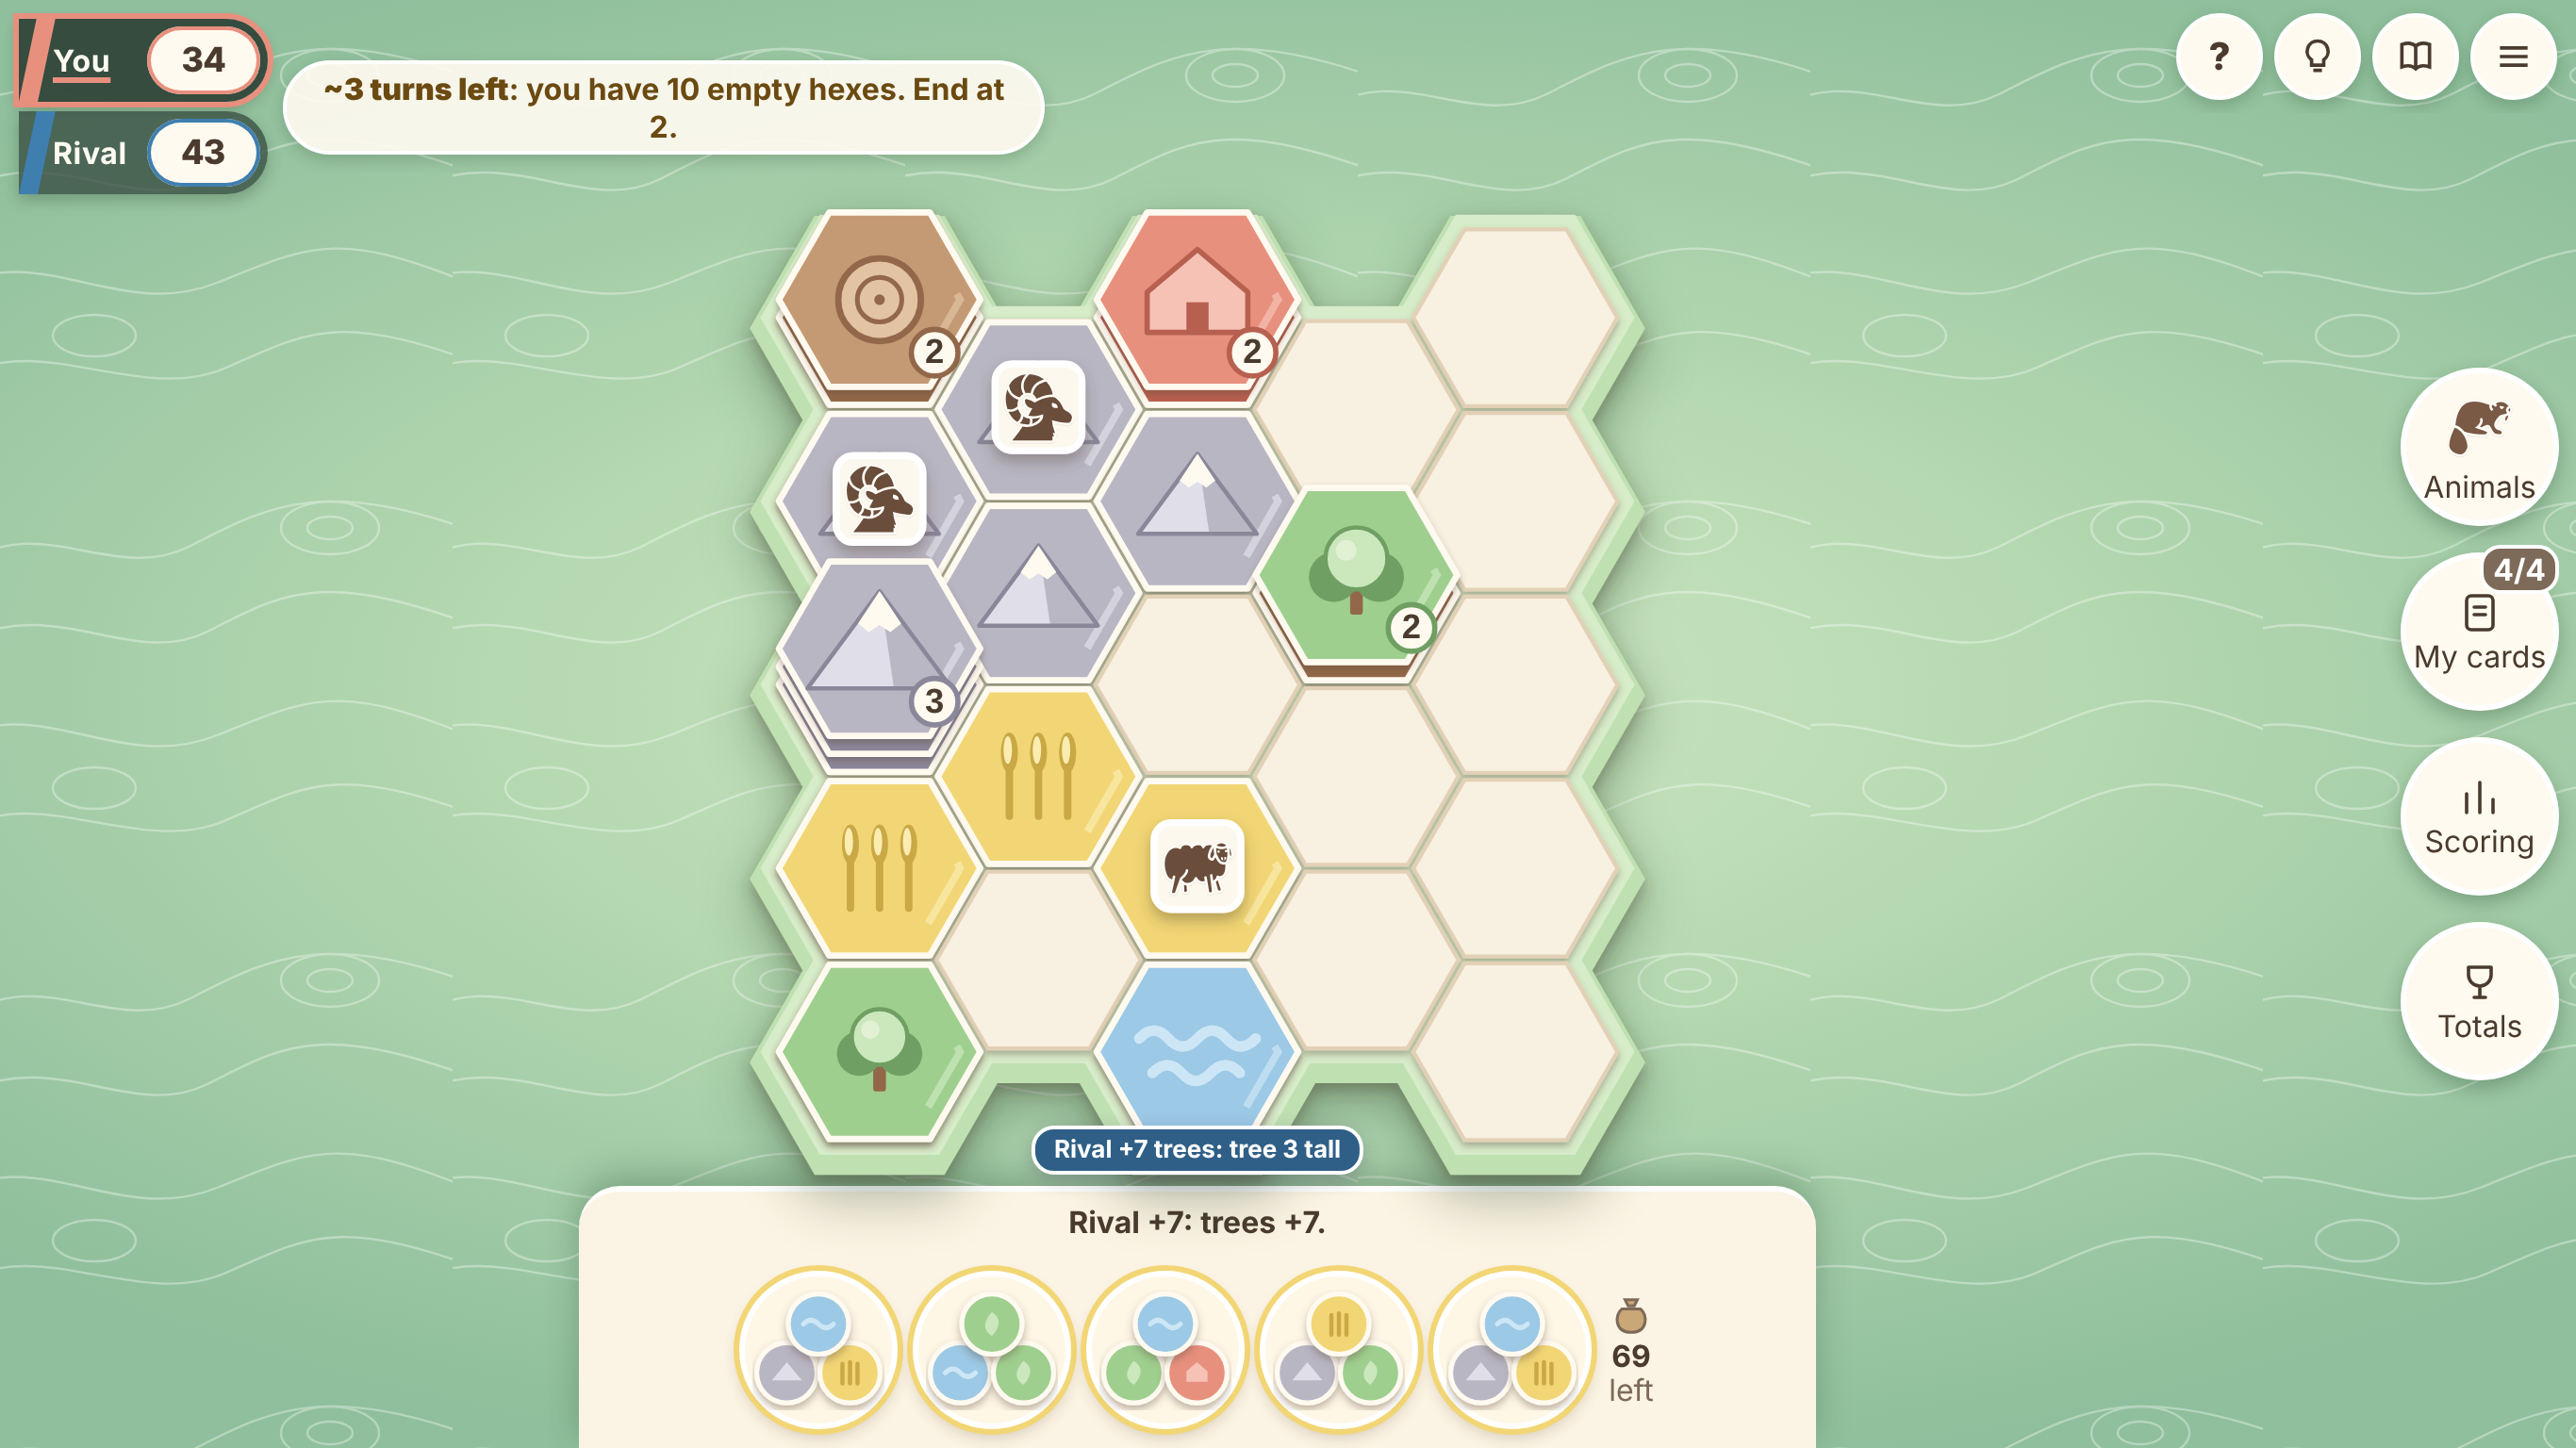 You 34
Rival 43
~3 turns left: you have 10 empty hexes. End at
2.
?
2
2
2
3
Animals
4/4
My cards
Scoring
Totals
Rival +7 trees: tree 3 tall
Rival +7: trees +7.
69
left